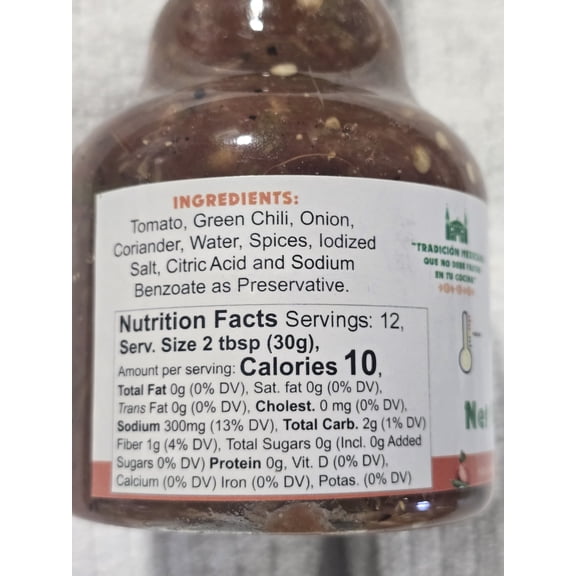 INGREDIENTS:
Tomato, Green Chili, Onion,
Coriander, Water, Spices, Iodized
Salt, Citric Acid and Sodium
Benzoate as Preservative.
Nutrition Facts Servings: 12,
Serv. Size 2 tbsp (30g),
Amount per serving: Calories 10,
Total Fat 0g (0% DV), Sat. fat 0g (0% DV),
Trans Fat 0g (0% DV), Cholest. 0 mg (0% DV),
Sodium 300mg (13% DV), Total Carb. 2g (1% DV)
Fiber 1g (4% DV), Total Sugars 0g (Incl. 0g Added
Sugars 0% DV) Protein 0g, Vit. D (0% DV),
Calcium (0% DV) Iron (0% DV), Potas. (0% DV)
"TRADICIÓN
QUE NO DEBE
EN TU COCINA"